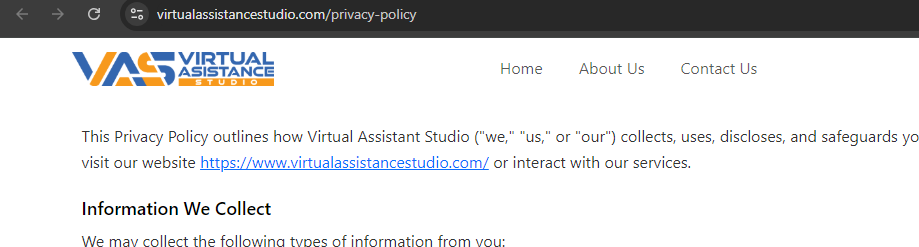 virtualassistancestudio.com/privacy-policy
VAS VIRTUAL
ASISTANCE
STUDIO
Home About Us Contact Us
This Privacy Policy outlines how Virtual Assistant Studio ("we," "us," or "our") collects, uses, discloses, and safeguards yo
visit our website https://www.virtualassistancestudio.com/ or interact with our services.
Information We Collect
We may collect the following types of information from you: